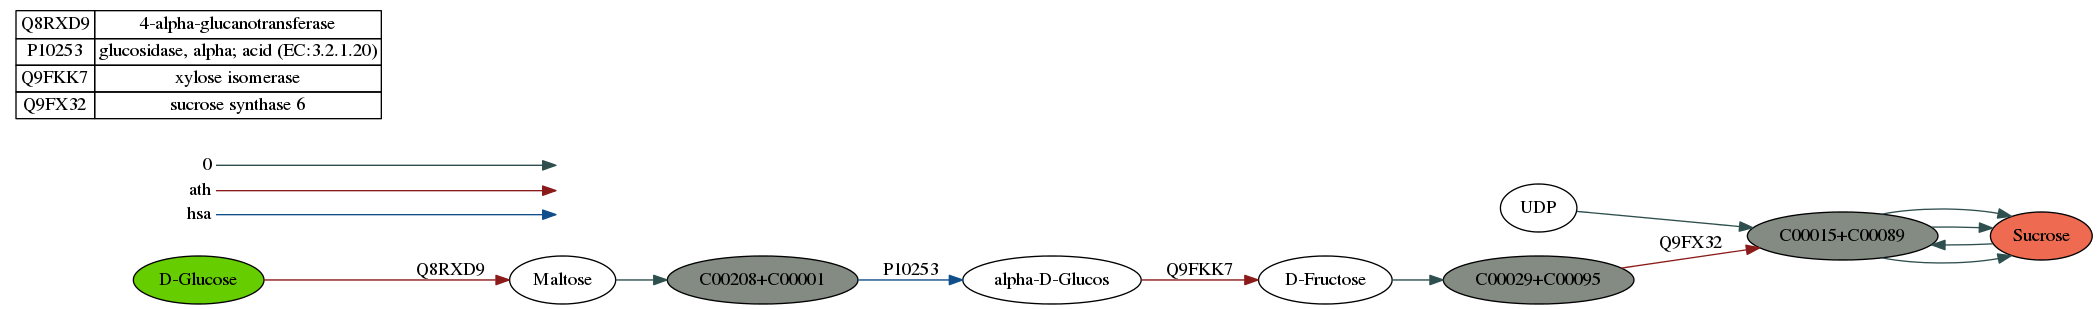 Q8RXD9 4-alpha-glucanotransferase
P10253 glucosidase, alpha; acid (EC:3.2.1.20)
Q9FKK7 xylose isomerase
Q9FX32 sucrose synthase 6
0
ath
hsa
UDP
Q9FX32
C00015+C00089
Sucrose
D-Glucose
Q8RXD9
Maltose
C00208+C00001
P10253
alpha-D-Glucos
Q9FKK7
D-Fructose
C00029+C00095